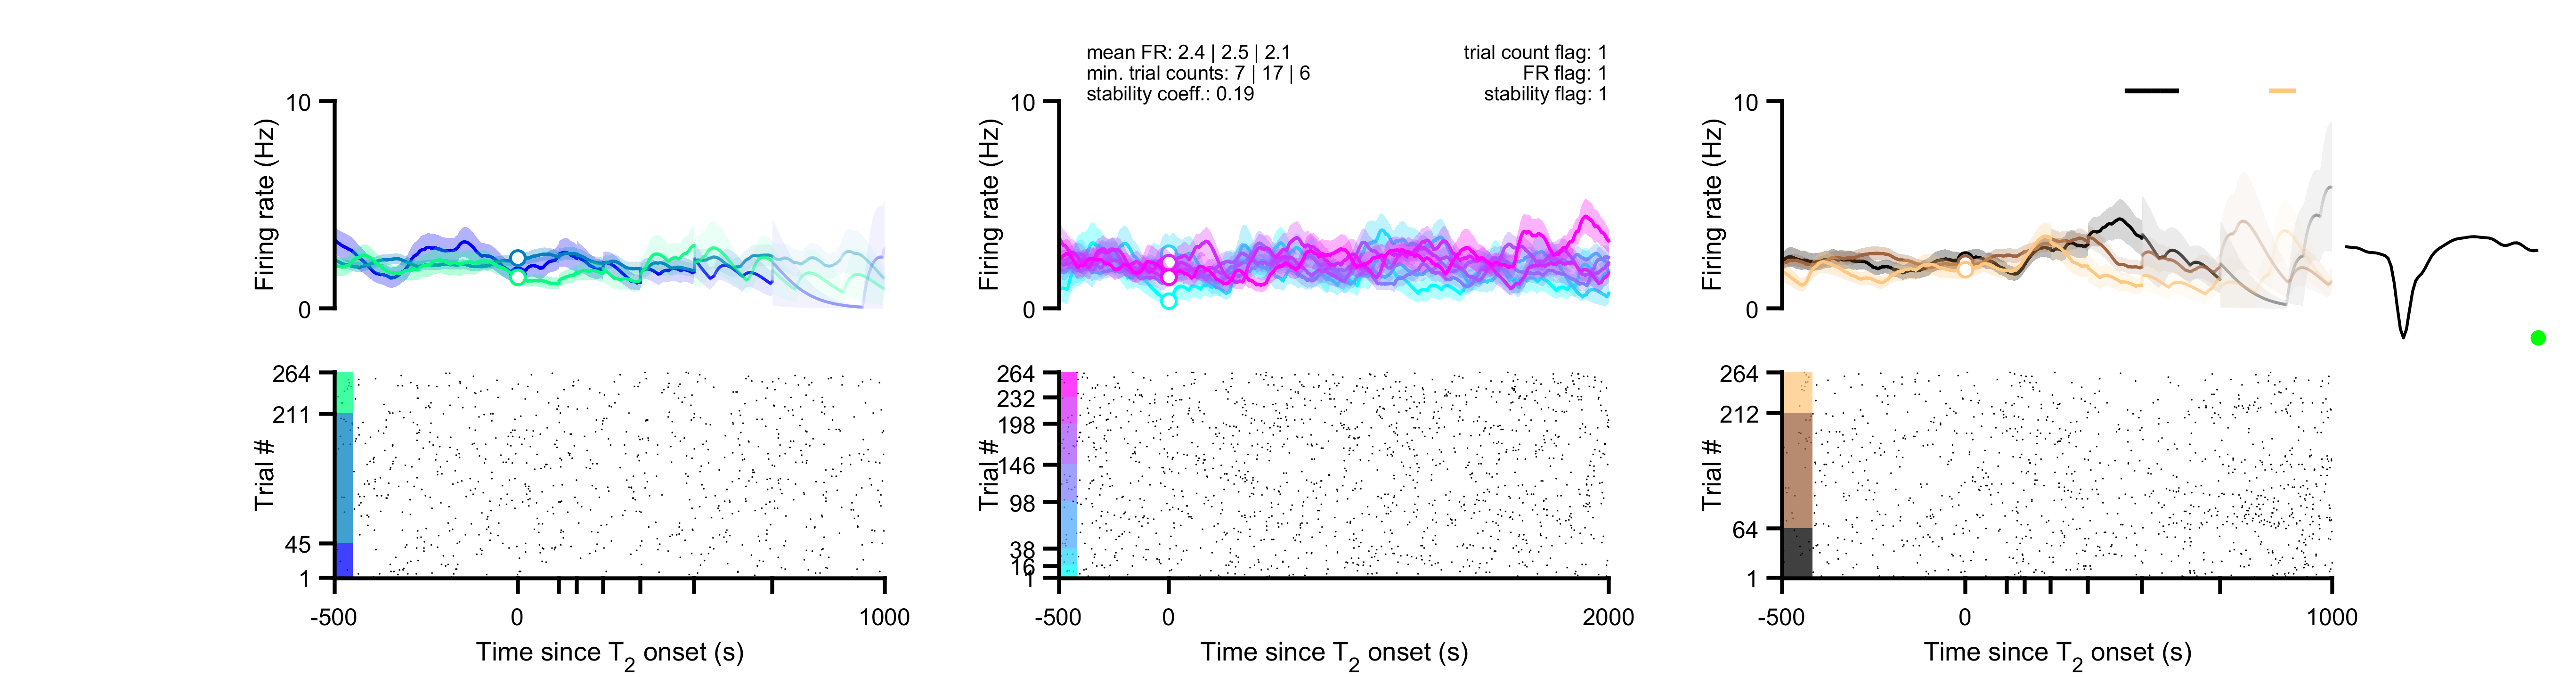 mean FR: 2.4 | 2.5 | 2.1
min. trial counts: 7 | 17 | 6
stability coeff.: 0.19
trial count flag: 1
FR flag: 1
stability flag: 1
10
Firing rate (Hz)
0
10
Firing rate (Hz)
0
10
Firing rate (Hz)
0
264
211
Trial #
45
1
-500
0
1000
Time since T2 onset (s)
264
232
198
Trial #
146
98
38
16
1
-500
0
2000
Time since T2 onset (s)
264
212
Trial #
64
1
-500
0
1000
Time since T2 onset (s)